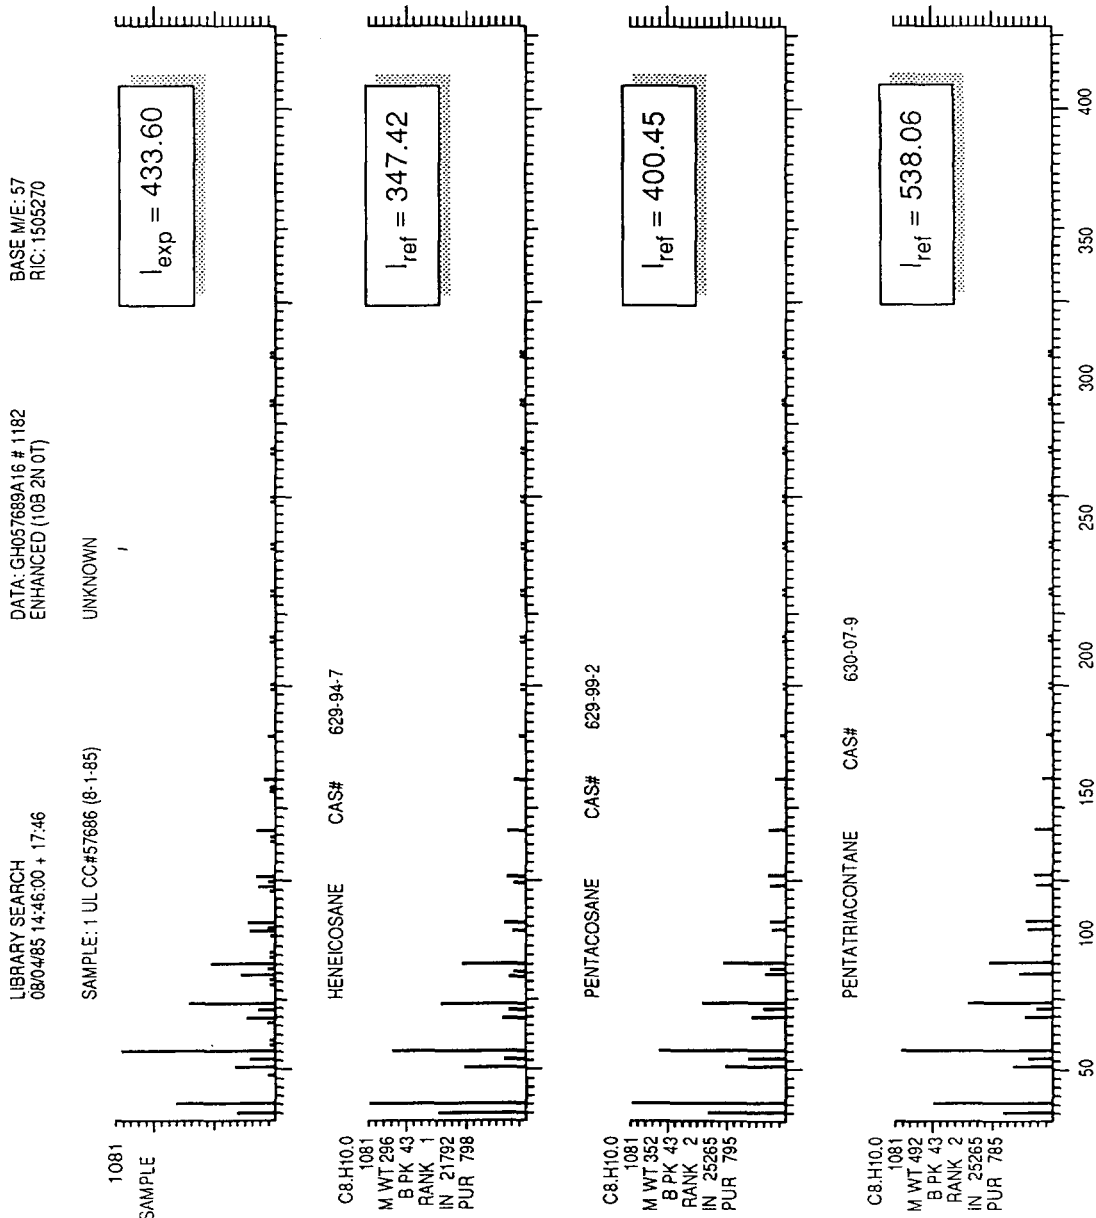 LIBRARY SEARCH
08/04/85 14:46:00 + 17:46
DATA: GH057689A16 # 1182
ENHANCED (10B 2N 0T)
BASE M/E: 57
RIC: 1505270
SAMPLE: 1 UL CC#57686 (8-1-85)
UNKNOWN
1081
SAMPLE
Iexp = 433.60
HENEICOSANE CAS# 629-94-7
C8.H10.0
1081
M WT 296
B PK 43
RANK 1
IN 21792
PUR 798
Iref = 347.42
PENTACOSANE CAS# 629-99-2
C8.H10.0
1081
M WT 352
B PK 43
RANK 2
IN 25265
PUR 795
Iref = 400.45
PENTATRIACONTANE CAS# 630-07-9
C8.H10.0
1081
M WT 492
B PK 43
RANK 2
IN 25265
PUR 785
Iref = 538.06
50 100 150 200 250 300 350 400